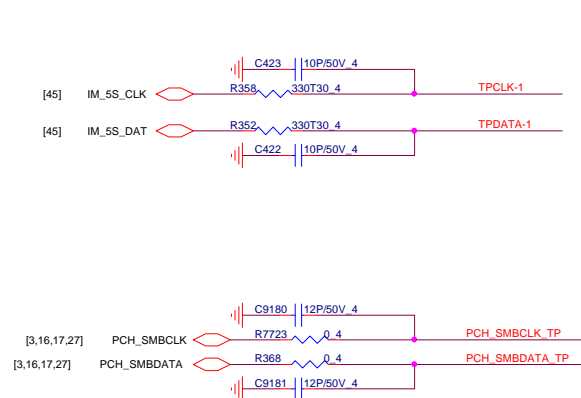 C423 10P/50V_4
[45] IM_5S_CLK R358 330T30_4 TPCLK-1
[45] IM_5S_DAT R352 330T30_4 TPDATA-1
C422 10P/50V_4
C9180 12P/50V_4
[3,16,17,27] PCH_SMBCLK R7723 0_4 PCH_SMBCLK_TP
[3,16,17,27] PCH_SMBDATA R368 0_4 PCH_SMBDATA_TP
C9181 12P/50V_4